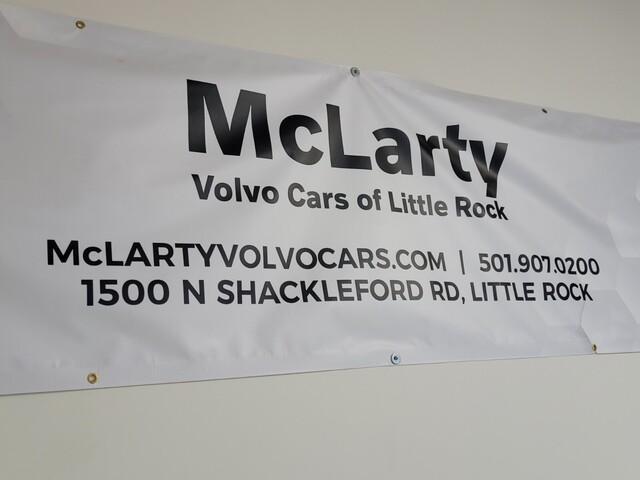 McLarty
Volvo Cars of Little Rock
McLARTYVOLVOCARS.COM | 501.907.0200
1500 N SHACKLEFORD RD, LITTLE ROCK